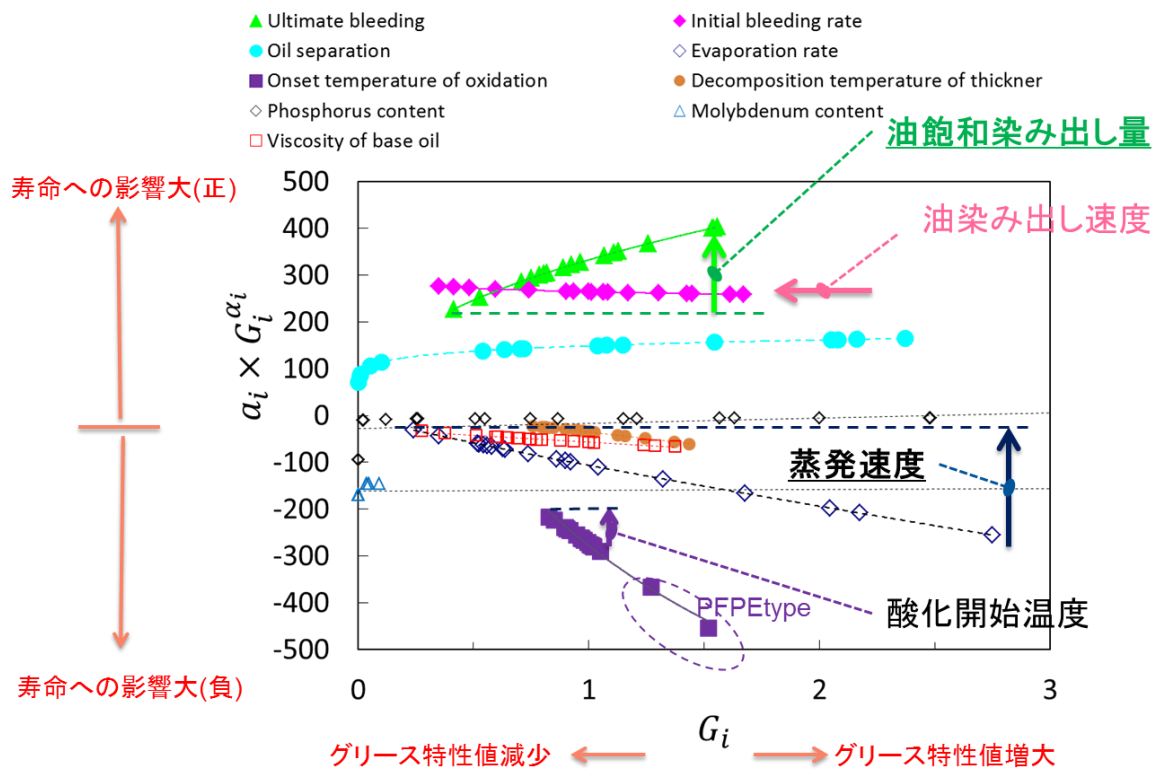 Ultimate bleeding
Initial bleeding rate
Oil separation
Evaporation rate
Onset temperature of oxidation
Decomposition temperature of thickner
Phosphorus content
Molybdenum content
Viscosity of base oil
油飽和染み出し量
寿命への影響大(正)
油染み出し速度
500
400
300
200
100
0
-100
-200
-300
-400
-500
aᵢ × Gᵢ^αᵢ
蒸発速度
PFPEtype
酸化開始温度
寿命への影響大(負)
0 1 2 3
Gᵢ
グリース特性値減少
グリース特性値増大